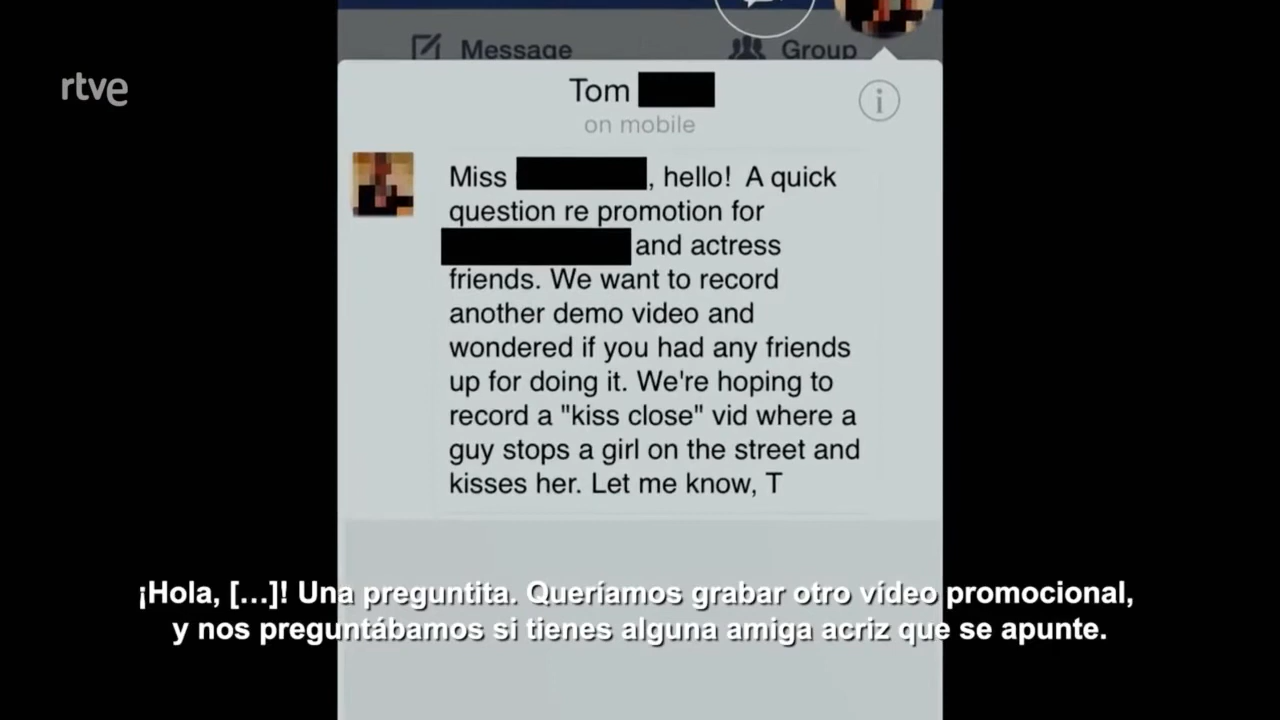 Message Group
rtve
Tom
on mobile
Miss , hello! A quick
question re promotion for
and actress
friends. We want to record
another demo video and
wondered if you had any friends
up for doing it. We're hoping to
record a "kiss close" vid where a
guy stops a girl on the street and
kisses her. Let me know, T
¡Hola, [...]! Una preguntita. Queríamos grabar otro vídeo promocional,
y nos preguntábamos si tienes alguna amiga acriz que se apunte.